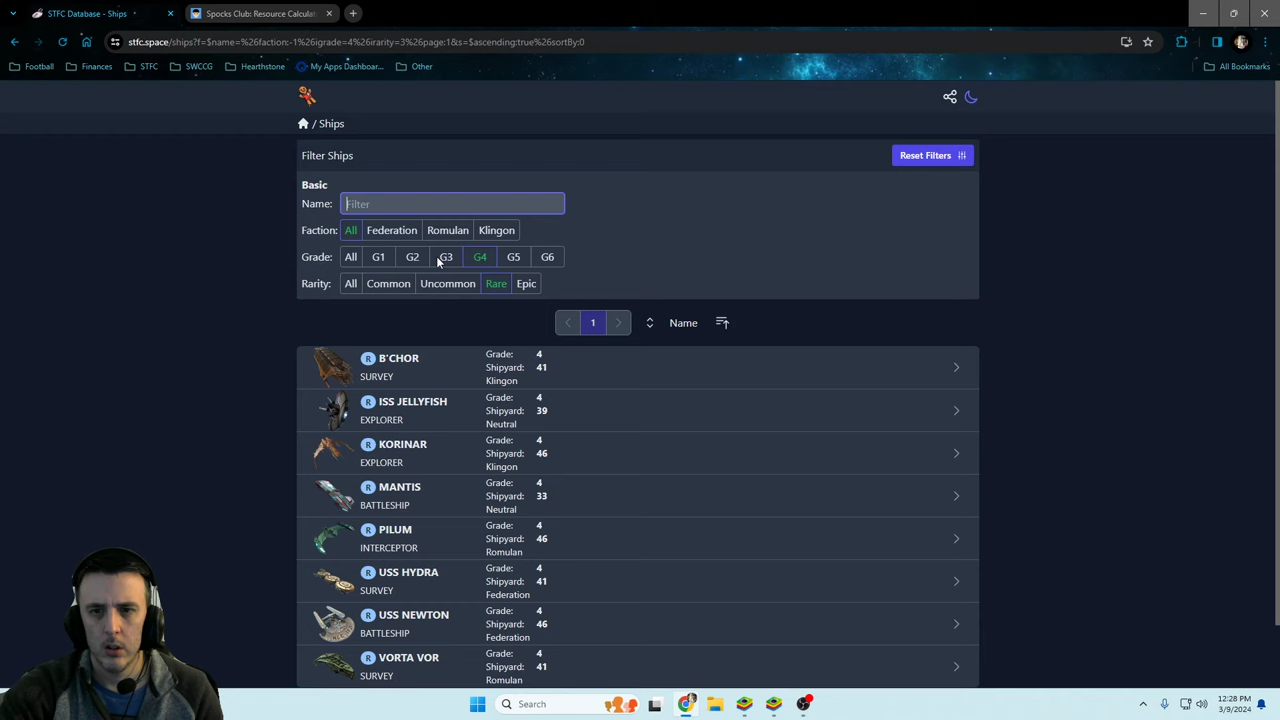 STFC Database - Ships
Spocks Club: Resource Calculat
stfc.space/ships?f=$name=%26faction:-1%26grade=4%26rarity=3%26page:1&s=$ascending:true%26sortBy:0
Football
Finances
STFC
SWCCG
Hearthstone
My Apps Dashboar...
Other
All Bookmarks
/ Ships
Filter Ships
Reset Filters
Basic
Name: Filter
Faction: All Federation Romulan Klingon
Grade: All G1 G2 G3 G4 G5 G6
Rarity: All Common Uncommon Rare Epic
1
Name
R B'CHOR
SURVEY
Grade: 4
Shipyard: 41
Klingon
R ISS JELLYFISH
EXPLORER
Grade: 4
Shipyard: 39
Neutral
R KORINAR
EXPLORER
Grade: 4
Shipyard: 46
Klingon
R MANTIS
BATTLESHIP
Grade: 4
Shipyard: 33
Neutral
R PILUM
INTERCEPTOR
Grade: 4
Shipyard: 46
Romulan
R USS HYDRA
SURVEY
Grade: 4
Shipyard: 41
Federation
R USS NEWTON
BATTLESHIP
Grade: 4
Shipyard: 46
Federation
R VORTA VOR
SURVEY
Grade: 4
Shipyard: 41
Romulan
Search
12:28 PM
3/9/2024